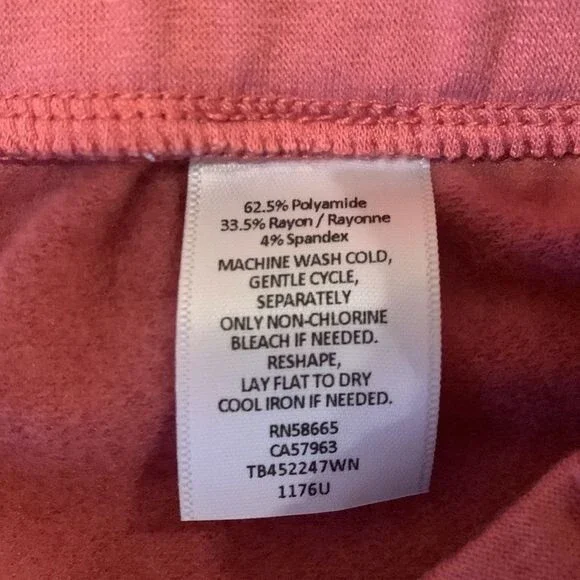 62.5% Polyamide
33.5% Rayon / Rayonne
4% Spandex
MACHINE WASH COLD,
GENTLE CYCLE,
SEPARATELY
ONLY NON-CHLORINE
BLEACH IF NEEDED.
RESHAPE,
LAY FLAT TO DRY
COOL IRON IF NEEDED.
RN58665
CA57963
TB452247WN
1176U